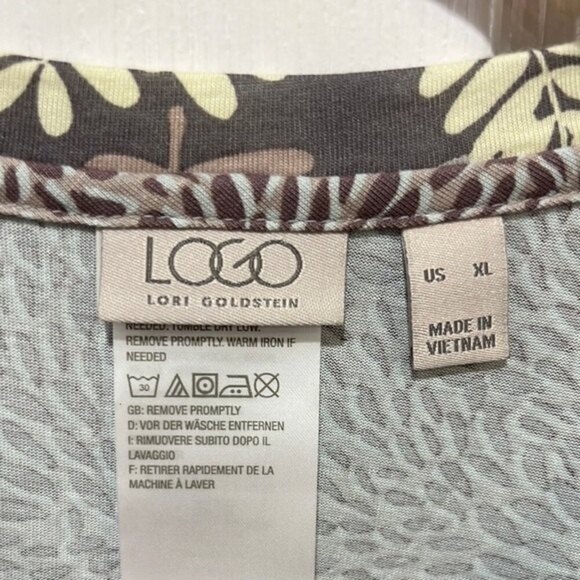 LOGO
LORI GOLDSTEIN
US XL
MADE IN
VIETNAM
NEEDED. TUMBLE DRY LOW.
REMOVE PROMPTLY. WARM IRON IF
NEEDED
30
GB: REMOVE PROMPTLY
D: VOR DER WÄSCHE ENTFERNEN
I: RIMUOVERE SUBITO DOPO IL
LAVAGGIO
F: RETIRER RAPIDEMENT DE LA
MACHINE À LAVER